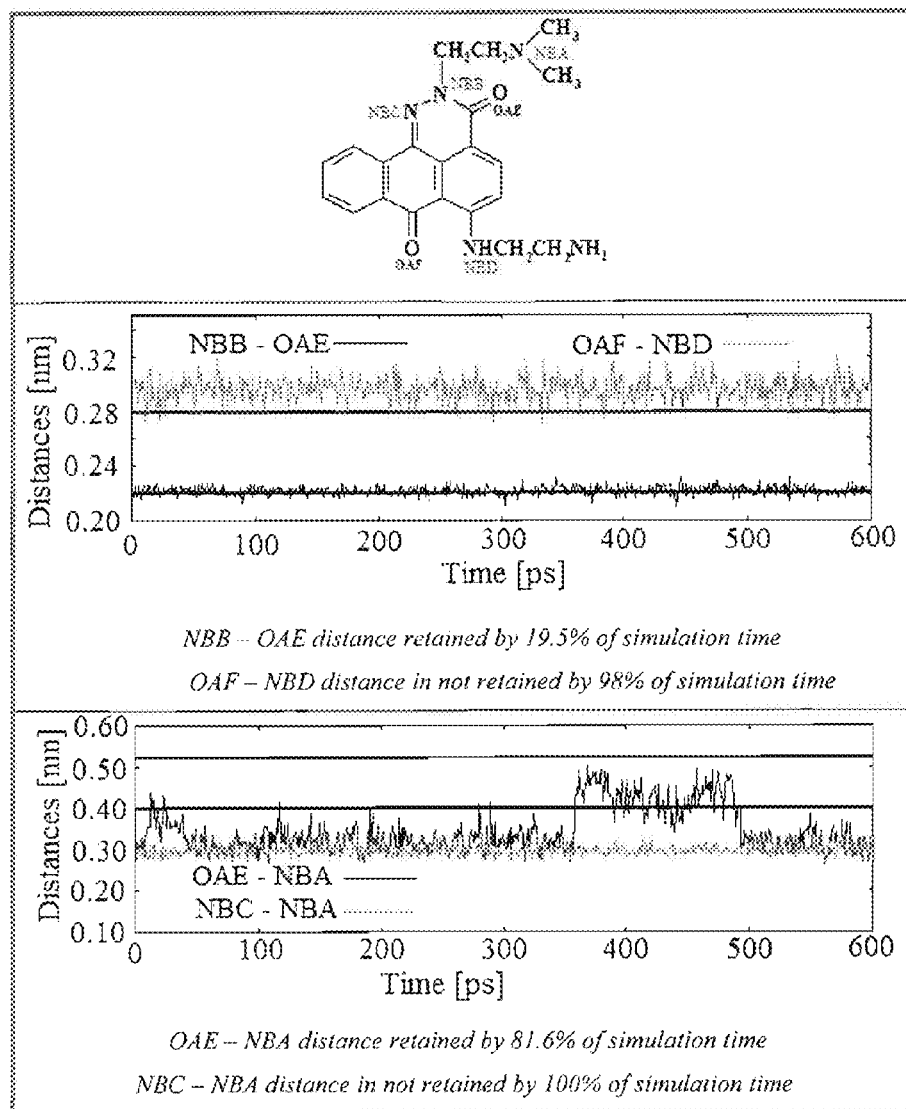 CH₃
CH₂CH₂N NBA
CH₃
N NBB
NBC N
O
OAE
O
OAF
NHCH₂CH₂NH₂
NBD
NBB - OAE
OAF - NBD
Distances [nm]
0.32
0.28
0.24
0.20
0 100 200 300 400 500 600
Time [ps]
NBB – OAE distance retained by 19.5% of simulation time
OAF – NBD distance in not retained by 98% of simulation time
Distances [nm]
0.60
0.50
0.40
0.30
0.20
0.10
OAE - NBA
NBC - NBA
0 100 200 300 400 500 600
Time [ps]
OAE – NBA distance retained by 81.6% of simulation time
NBC – NBA distance in not retained by 100% of simulation time